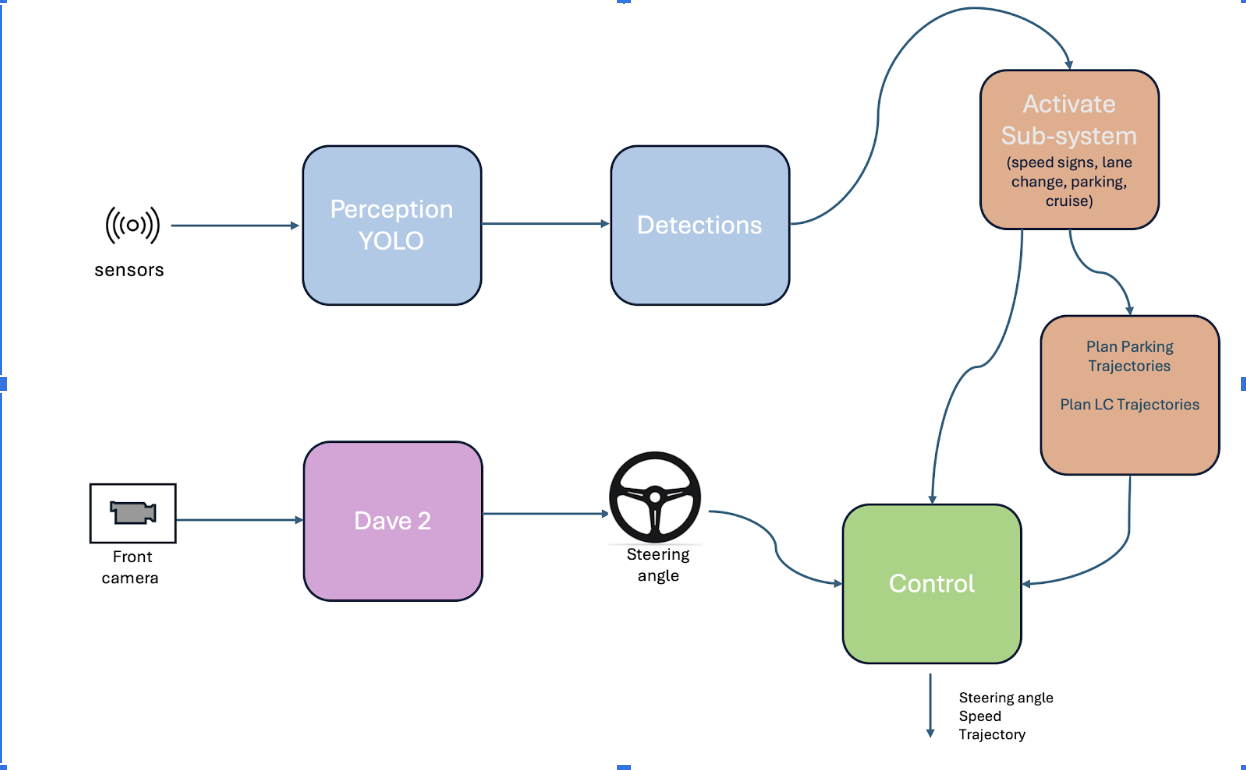 Activate
Sub-system
(speed signs, lane
change, parking,
cruise)
Perception
YOLO
Detections
sensors
Plan Parking
Trajectories
Plan LC Trajectories
Dave 2
Front
camera
Steering
angle
Control
Steering angle
Speed
Trajectory